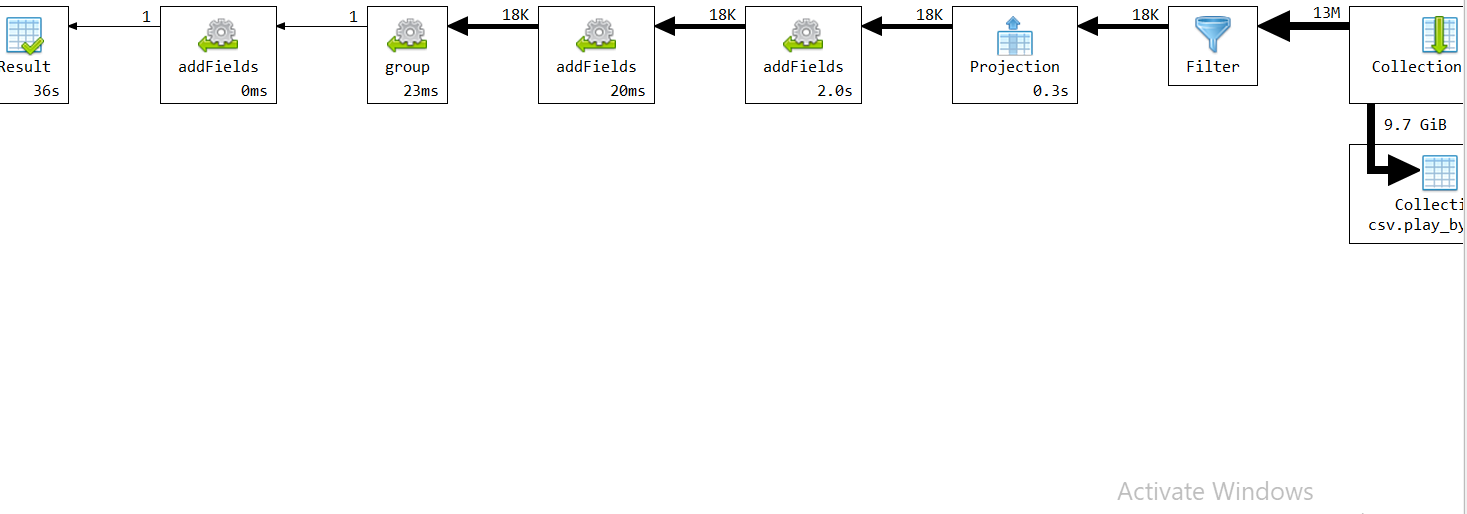 1
1
18K
18K
18K
18K
13M
Result
addFields
group
addFields
addFields
Projection
Filter
Collection
36s
0ms
23ms
20ms
2.0s
0.3s
9.7 GiB
Collecti
csv.play_by
Activate Windows